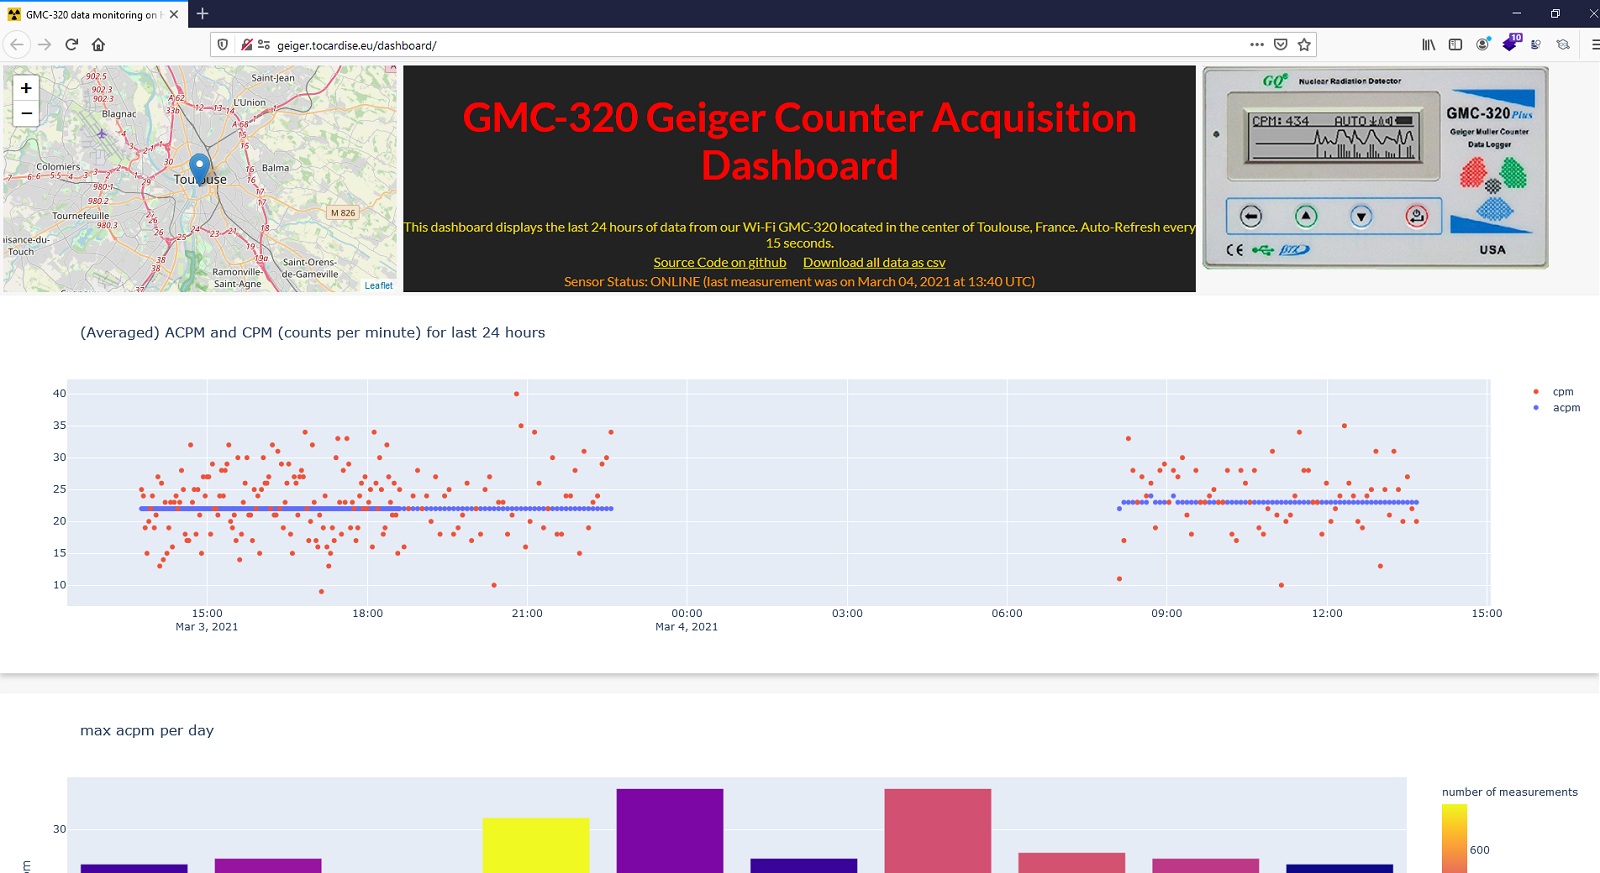 GMC-320 data monitoring on H
geiger.tocardise.eu/dashboard/
10
+
−
902.5
902.3
902.3
Saint-Jean
L'Union
Blagnac
Colomiers
980.1
980.2
Tournefeuille
Toulouse
Balma
M 826
aisance-du-
Touch
Ramonville-
Saint-Agne
Saint-Orens-
de-Gameville
Leaflet
GMC-320 Geiger Counter Acquisition
Dashboard
This dashboard displays the last 24 hours of data from our Wi-Fi GMC-320 located in the center of Toulouse, France. Auto-Refresh every
15 seconds.
Source Code on github Download all data as csv
Sensor Status: ONLINE (last measurement was on March 04, 2021 at 13:40 UTC)
GQ Nuclear Radiation Detector
CPM: 434 AUTO
GMC-320 Plus
Geiger Muller Counter
Data Logger
CE
USA
(Averaged) ACPM and CPM (counts per minute) for last 24 hours
40
35
30
25
20
15
10
15:00
Mar 3, 2021
18:00
21:00
00:00
Mar 4, 2021
03:00
06:00
09:00
12:00
15:00
cpm
acpm
max acpm per day
30
number of measurements
600